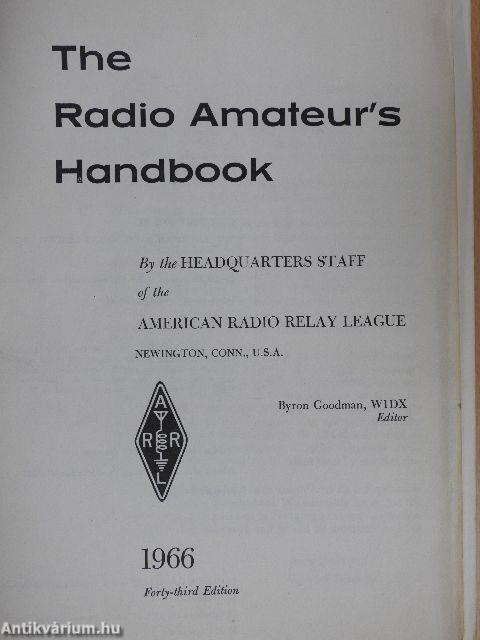 The
Radio Amateur's
Handbook
By the HEADQUARTERS STAFF
of the
AMERICAN RADIO RELAY LEAGUE
NEWINGTON, CONN., U.S.A.
Byron Goodman, W1DX
Editor
A
R R
L
1966
Forty-third Edition
Antikvárium.hu